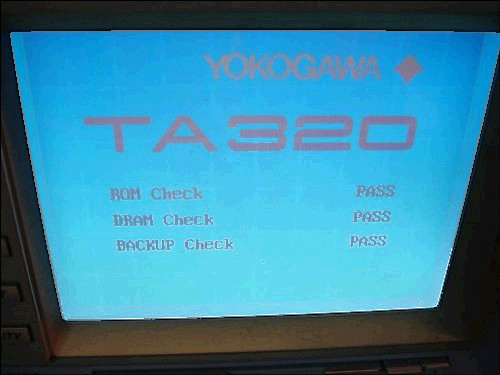 YOKOGAWA
TA320
ROM Check PASS
DRAM Check PASS
BACKUP Check PASS